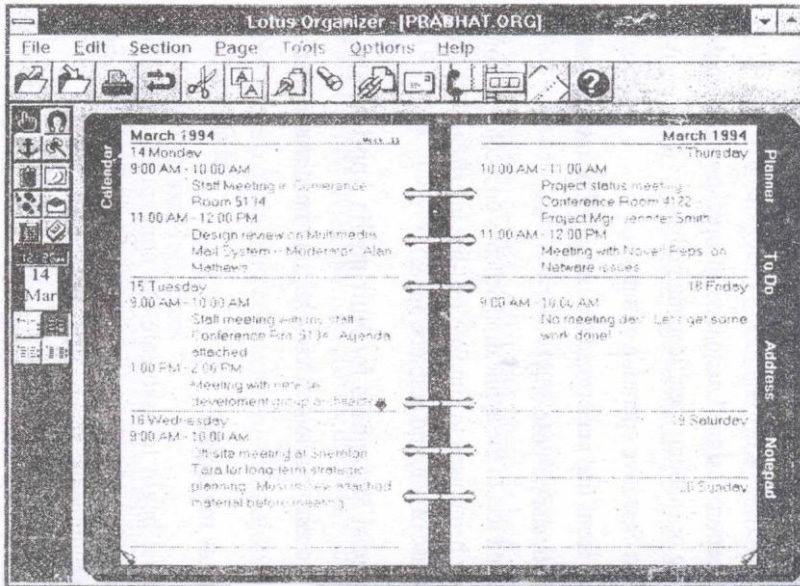 Lotus Organizer - [PRABHAT.ORG]
File Edit Section Page Tools Options Help
Calendar
14
Mar
March 1994
Week 11
14 Monday
9:00 AM - 10:00 AM
Staff Meeting in Conference
Room 5134
11:00 AM - 12:00 PM
Design review on Multimedia
Mail System - Moderator: Alan
Mathews
15 Tuesday
9:00 AM - 10:00 AM
Staff meeting with my staff -
Conference Rm. 5134. Agenda
attached
1:00 PM - 2:00 PM
Meeting with
develoment group architects
16 Wednesday
9:00 AM - 10:00 AM
Off-site meeting at Sheraton
Tara for long-term strategic
planning. Must review attached
material before meeting
March 1994
Thursday
10:00 AM - 11:00 AM
Project status meeting -
Conference Room 4122 -
Project Mgr. Jennifer Smith
11:00 AM - 12:00 PM
Meeting with Novell Reps. on
Netware issues
18 Friday
9:00 AM - 10:00 AM
No meeting day. Let's get some
work done!
19 Saturday
20 Sunday
Planner
To Do
Address
Notepad